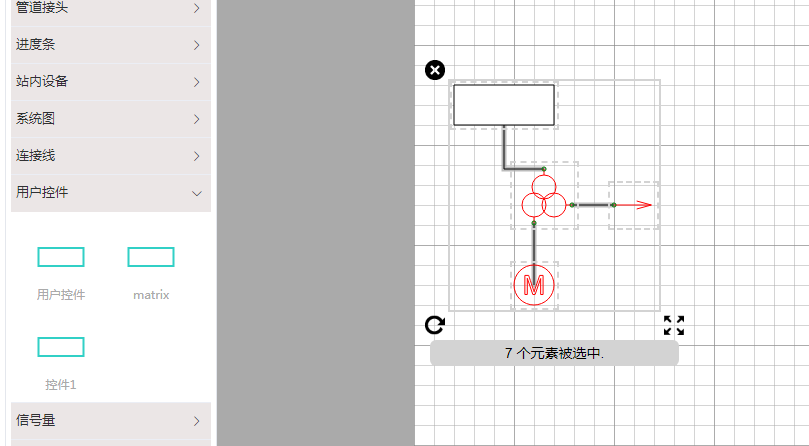 管道接头
进度条
站内设备
系统图
连接线
用户控件
用户控件
matrix
控件1
信号量
M
7 个元素被选中.